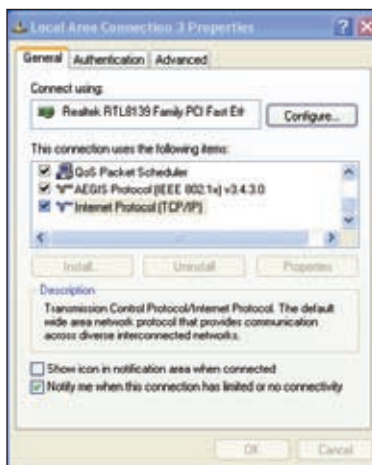 Local Area Connection 3 Properties
General Authentication Advanced
Connect using:
Realtek RTL8139 Family PCI Fast Eth
Configure...
This connection uses the following items:
QoS Packet Scheduler
AEGIS Protocol (IEEE 802.1x) v3.4.3.0
Internet Protocol (TCP/IP)
Install... Uninstall Properties
Description
Transmission Control Protocol/Internet Protocol. The default
wide area network protocol that provides communication
across diverse interconnected networks.
Show icon in notification area when connected
Notify me when this connection has limited or no connectivity
OK Cancel